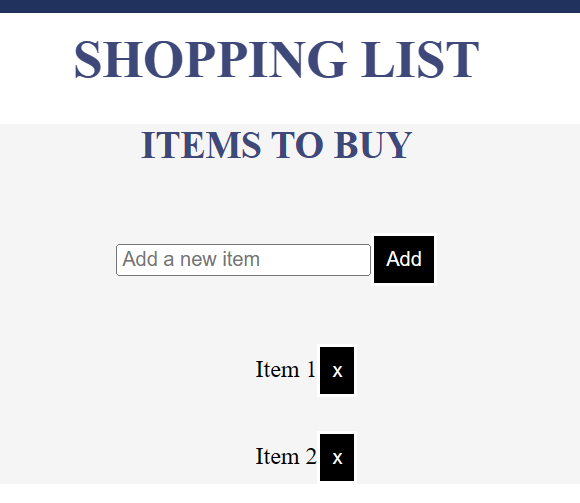 SHOPPING LIST
ITEMS TO BUY
Add a new item Add
Item 1 x
Item 2 x